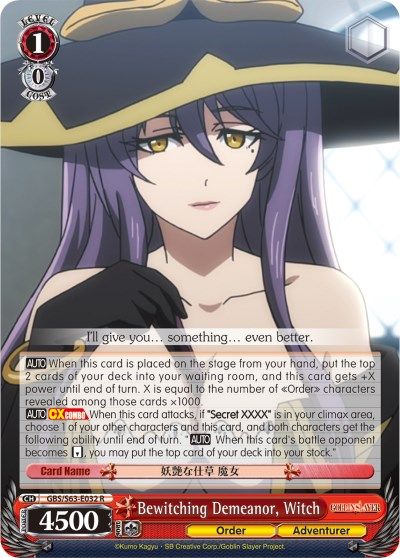 LEVEL
1
0
COST
I'll give you… something… even better.
AUTO When this card is placed on the stage from your hand, put the top
2 cards of your deck into your waiting room, and this card gets +X
power until end of turn. X is equal to the number of «Order» characters
revealed among those cards ×1000.
AUTO CX COMBO When this card attacks, if "Secret XXXX" is in your climax area,
choose 1 of your other characters, and this card and that character gets the
following ability until end of turn. "AUTO When this card's battle opponent
becomes [ ], you may put the top card of your deck into your stock."
Card Name 妖艶な仕草 魔女
CH GBS/S63-E032 R
Bewitching Demeanor, Witch
POWER
4500
SOUL
GOBLIN SLAYER
Order Adventurer
©Kumo Kagyu・SB Creative Corp./Goblin Slayer Project.